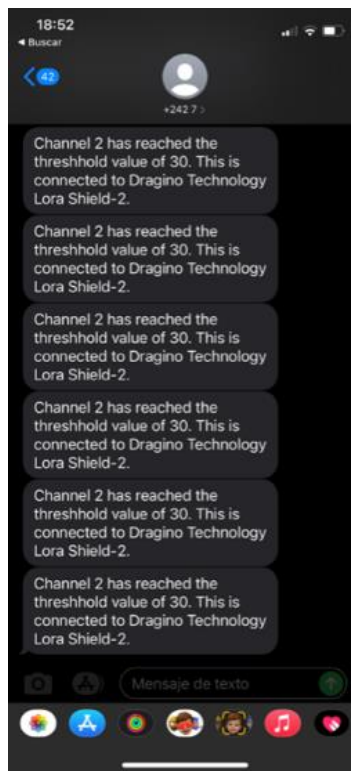 18:52
Buscar
42
+242 7
Channel 2 has reached the
threshhold value of 30. This is
connected to Dragino Technology
Lora Shield-2.
Channel 2 has reached the
threshhold value of 30. This is
connected to Dragino Technology
Lora Shield-2.
Channel 2 has reached the
threshhold value of 30. This is
connected to Dragino Technology
Lora Shield-2.
Channel 2 has reached the
threshhold value of 30. This is
connected to Dragino Technology
Lora Shield-2.
Channel 2 has reached the
threshhold value of 30. This is
connected to Dragino Technology
Lora Shield-2.
Channel 2 has reached the
threshhold value of 30. This is
connected to Dragino Technology
Lora Shield-2.
Mensaje de texto